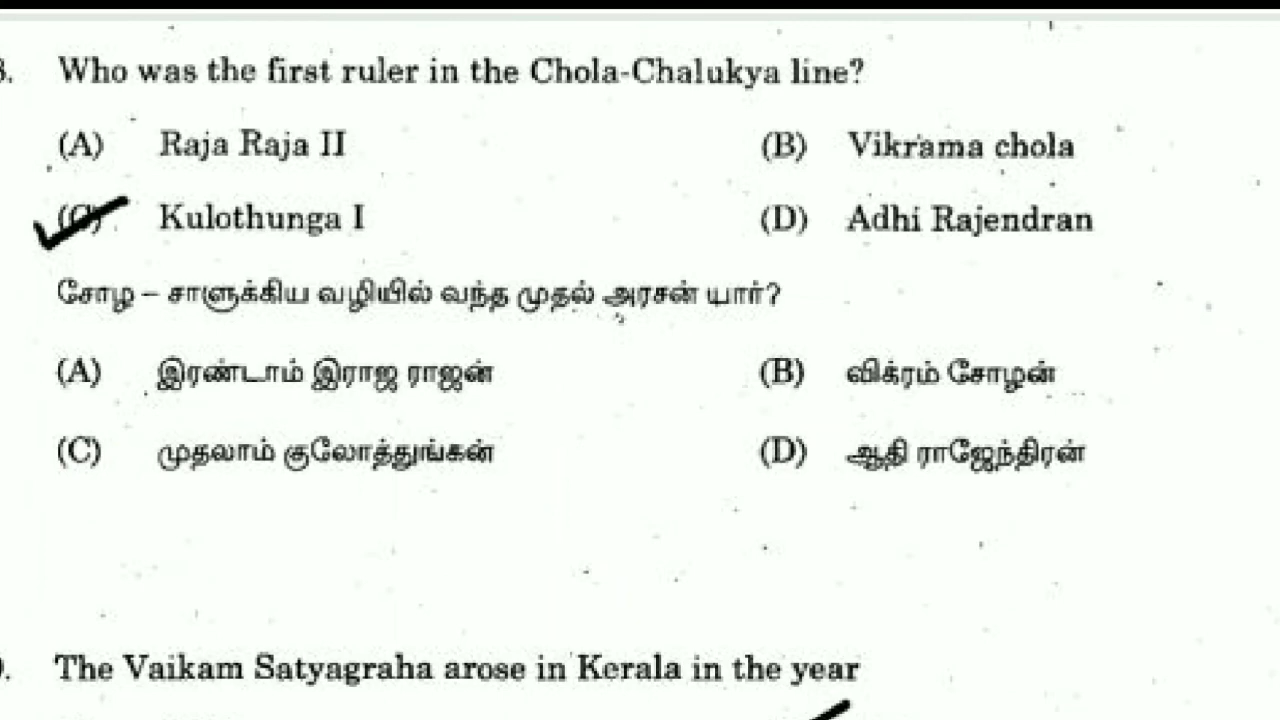 3. Who was the first ruler in the Chola-Chalukya line?
(A) Raja Raja II (B) Vikrama chola
(C) Kulothunga I (D) Adhi Rajendran
சோழ – சாளுக்கிய வழியில் வந்த முதல் அரசன் யார்?
(A) இரண்டாம் இராஜ ராஜன் (B) விக்ரம் சோழன்
(C) முதலாம் குலோத்துங்கன் (D) ஆதி ராஜேந்திரன்
The Vaikam Satyagraha arose in Kerala in the year